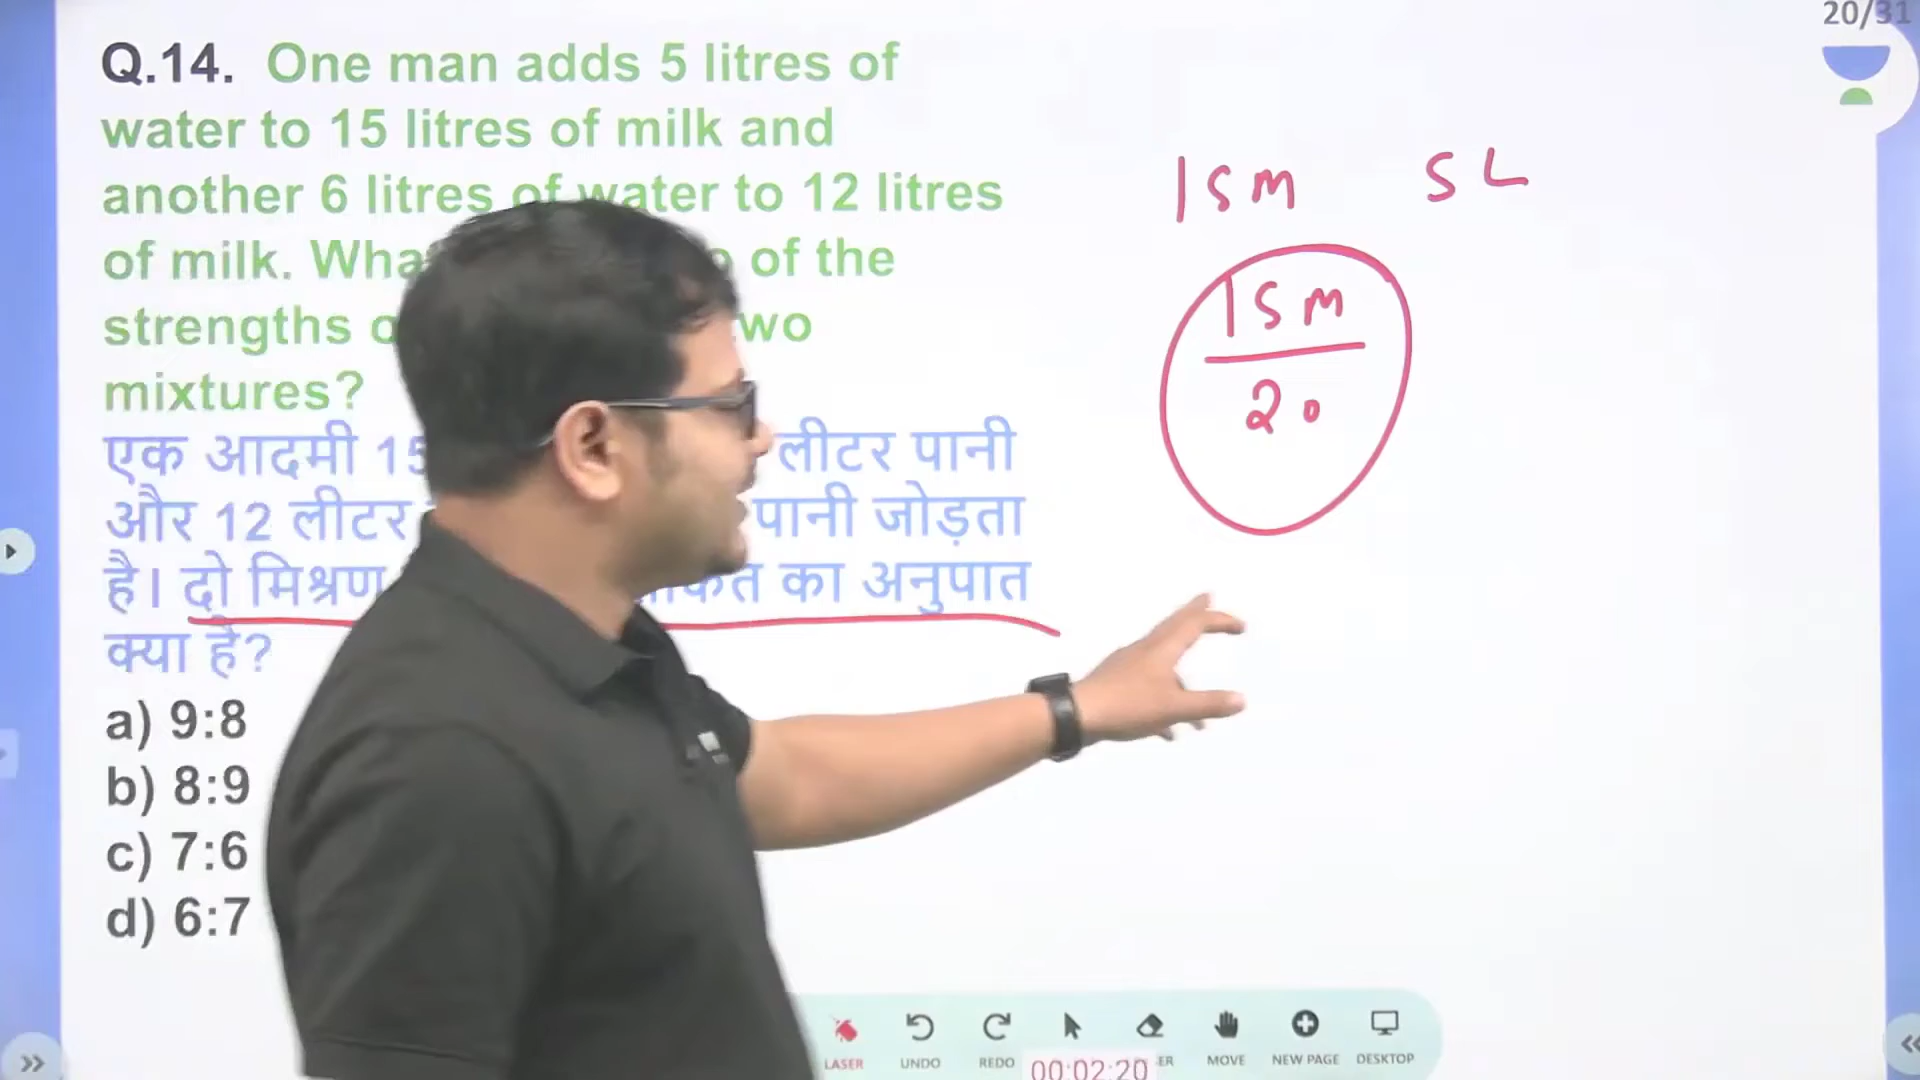 20/31
Q.14. One man adds 5 litres of
water to 15 litres of milk and
another 6 litres of water to 12 litres
of milk. of the
strengths two
mixtures?
एक आदमी 15 लीटर पानी
और 12 लीटर पानी जोड़ता
है। दो मिश्रण का अनुपात
क्या है?
a) 9:8
b) 8:9
c) 7:6
d) 6:7
15M 5L
15M
20
LASER UNDO REDO MOVE NEW PAGE DESKTOP
00:02:20